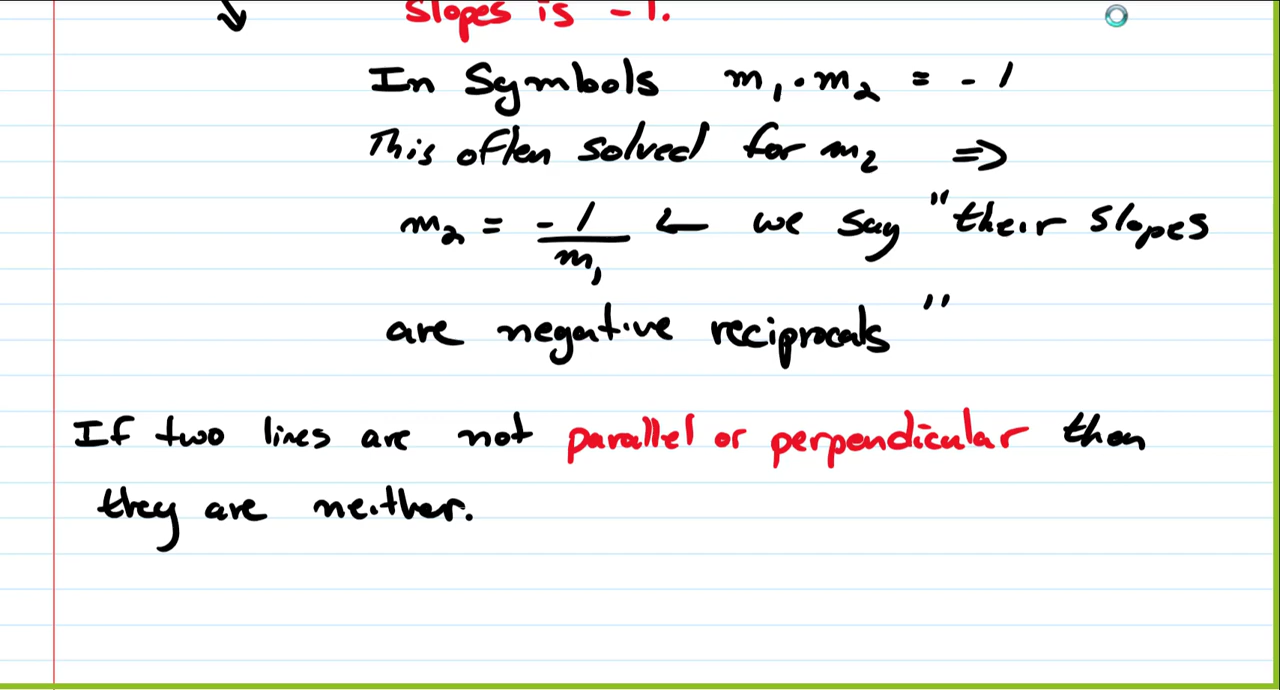 slopes is -1.
In Symbols m₁·m₂ = -1
This often solved for m₂ ⇒
m₂ = -1/m₁ ← we say "their slopes
are negative reciprocals"
If two lines are not parallel or perpendicular then
they are neither.